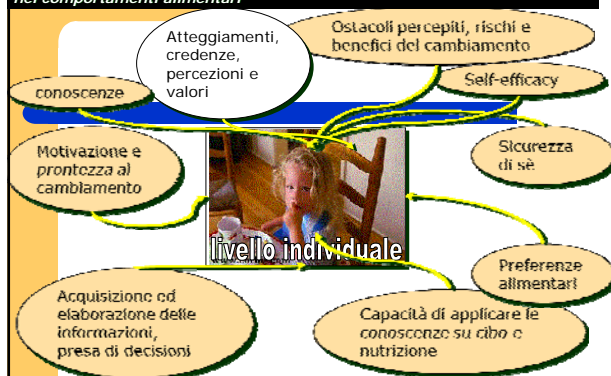 nei comportamenti alimentari
Atteggiamenti,
credenze,
percezioni e
valori
Ostacoli percepiti, rischi e
benefici del cambiamento
Self-efficacy
conoscenze
Motivazione e
prontezza al
cambiamento
Sicurezza
di sè
livello individuale
Preferenze
alimentari
Acquisizione ed
elaborazione delle
informazioni,
presa di decisioni
Capacità di applicare le
conoscenze su cibo e
nutrizione